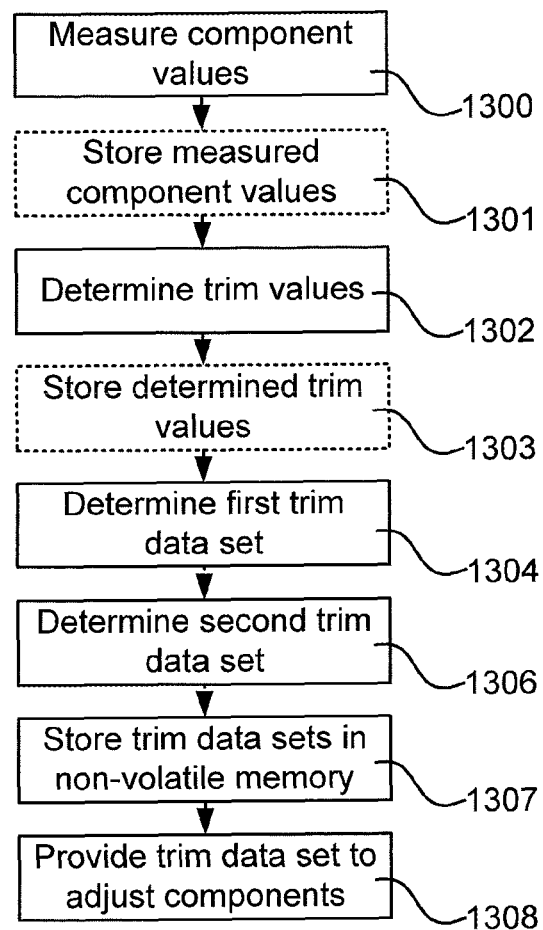 Measure component
values
1300
Store measured
component values
1301
Determine trim values
1302
Store determined trim
values
1303
Determine first trim
data set
1304
Determine second trim
data set
1306
Store trim data sets in
non-volatile memory
1307
Provide trim data set to
adjust components
1308